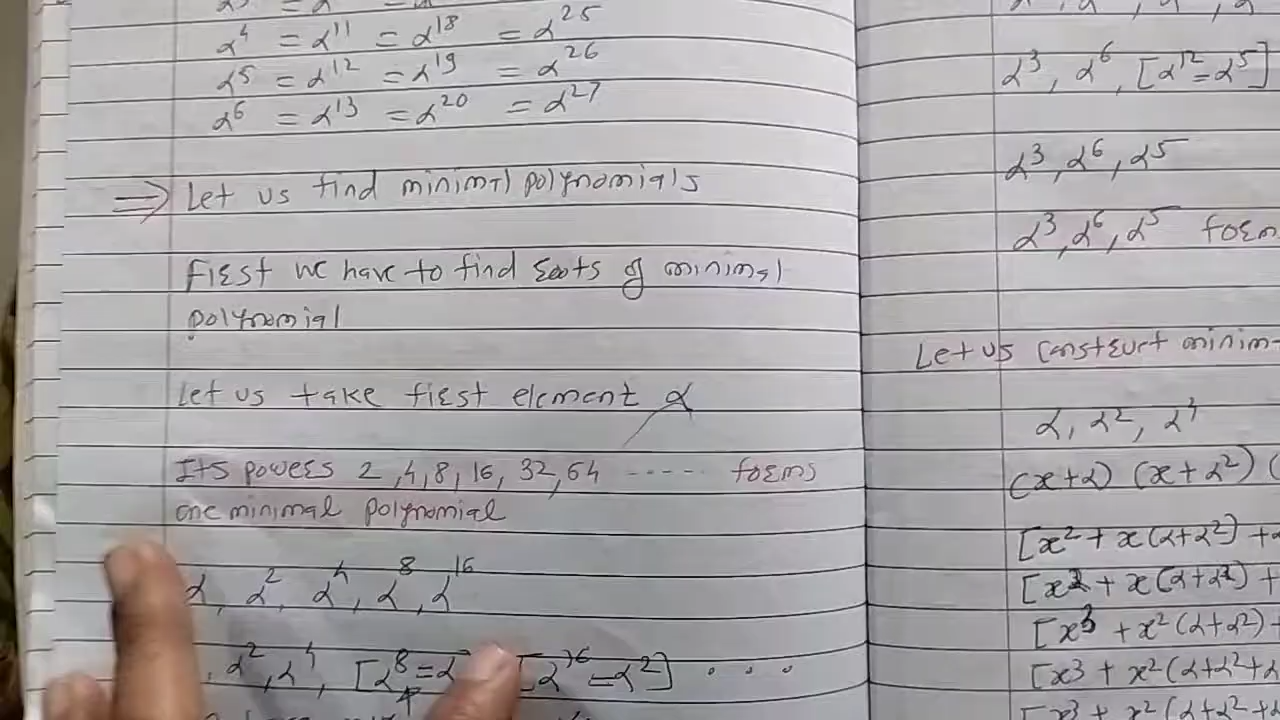 α⁴ = α¹¹ = α¹⁸ = α²⁵
α⁵ = α¹² = α¹⁹ = α²⁶
α⁶ = α¹³ = α²⁰ = α²⁷
⇒ Let us find minimal polynomials
First we have to find roots of minimal
polynomial
Let us take first element α
Its powers 2, 4, 8, 16, 32, 64 ----- forms
one minimal polynomial
α, α², α⁴, α⁸, α¹⁶
α², α⁴, [α⁸ = α [α¹⁶ = α²] . . .
α³, α⁶, [α¹² = α⁵]
α³, α⁶, α⁵
α³, α⁶, α⁵ form
Let us construct minim-
α, α², α⁴
(x+α) (x+α²) (
[x² + x(α+α²) +
[x² + x(α+α²) +
[x³ + x²(α+α²) +
[x³ + x²(α+α²+α
[x³ + x²(α+α²+α